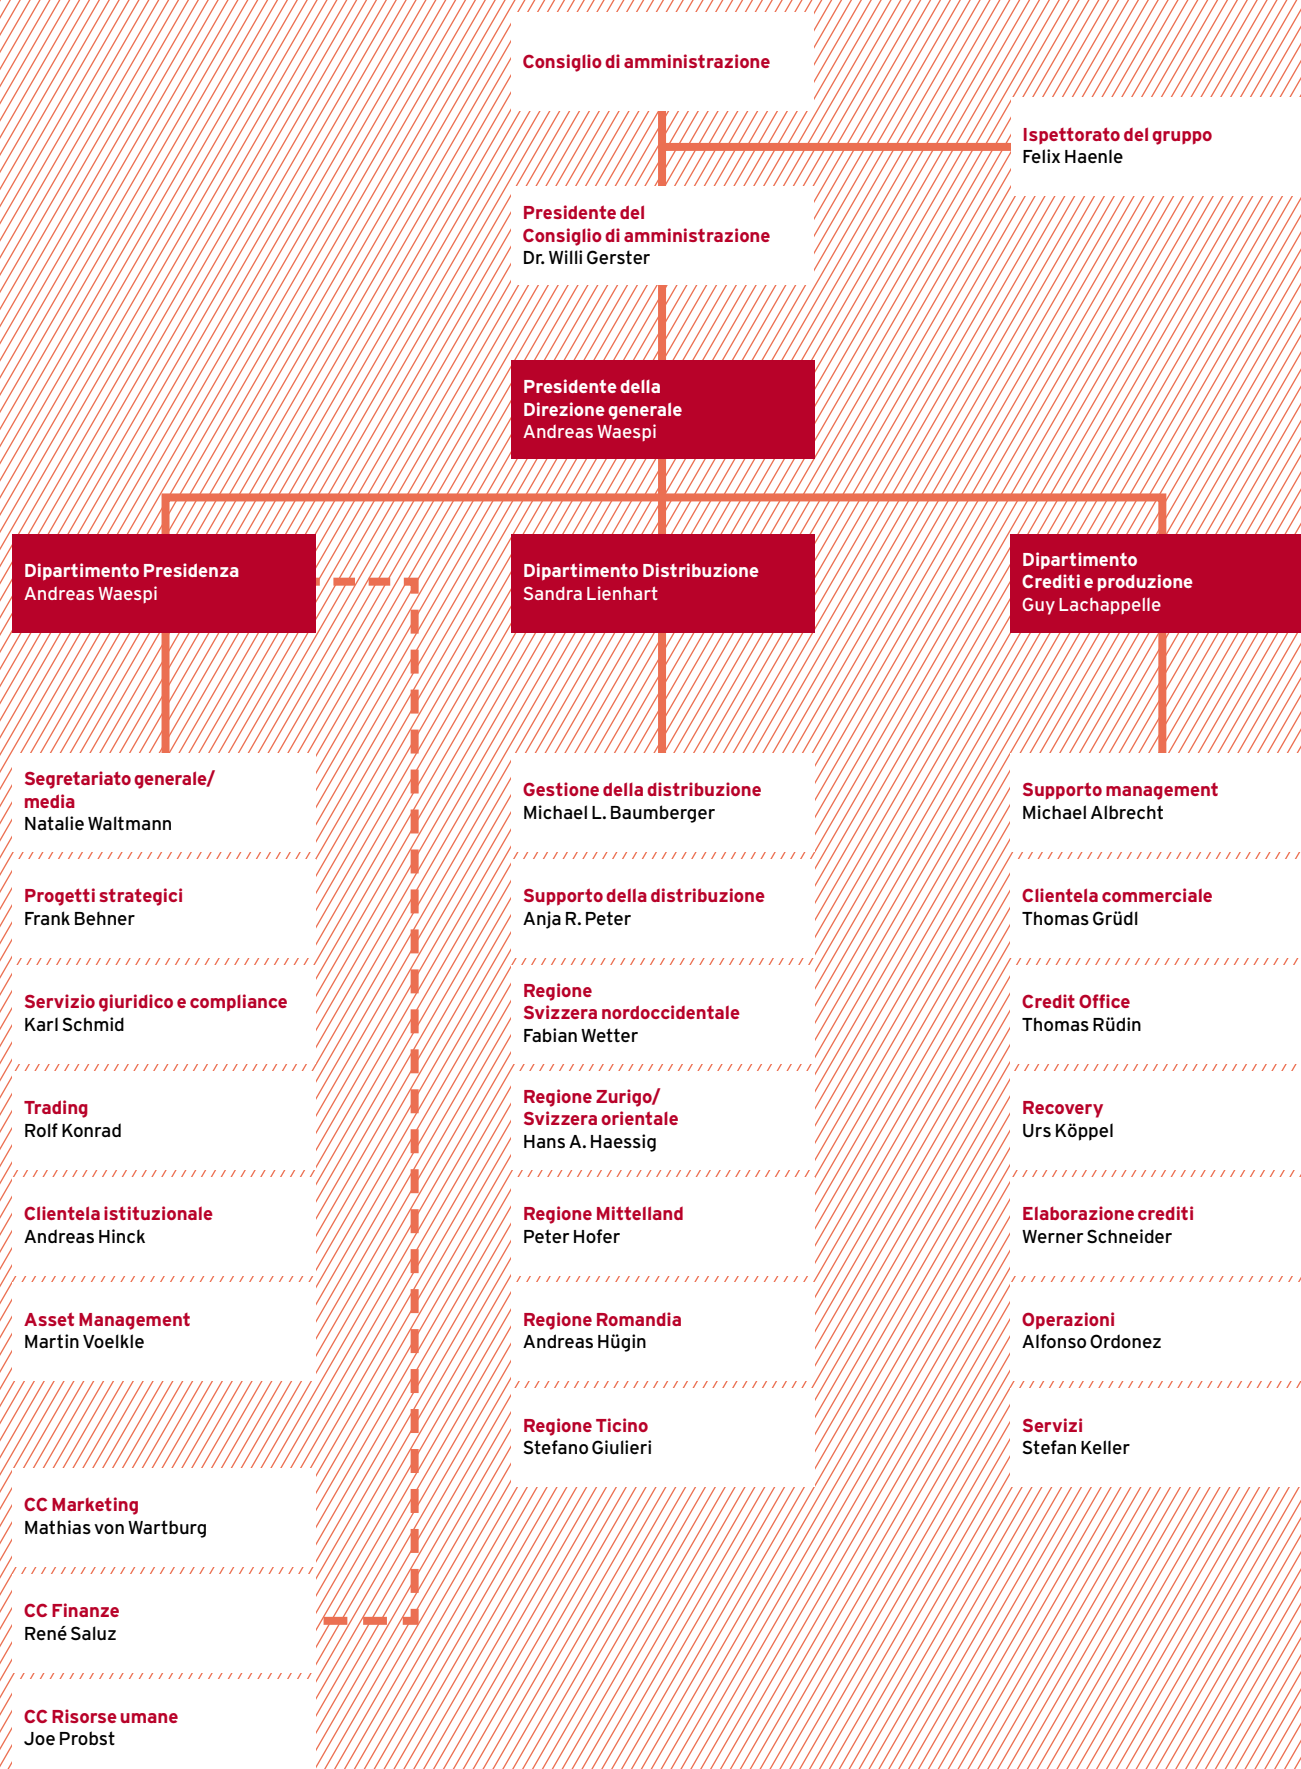 Consiglio di amministrazione
Ispettorato del gruppo
Felix Haenle
Presidente del
Consiglio di amministrazione
Dr. Willi Gerster
Presidente della
Direzione generale
Andreas Waespi
Dipartimento Presidenza
Andreas Waespi
Dipartimento Distribuzione
Sandra Lienhart
Dipartimento
Crediti e produzione
Guy Lachappelle
Segretariato generale/
media
Natalie Waltmann
Progetti strategici
Frank Behner
Servizio giuridico e compliance
Karl Schmid
Trading
Rolf Konrad
Clientela istituzionale
Andreas Hinck
Asset Management
Martin Voelkle
CC Marketing
Mathias von Wartburg
CC Finanze
René Saluz
CC Risorse umane
Joe Probst
Gestione della distribuzione
Michael L. Baumberger
Supporto della distribuzione
Anja R. Peter
Regione
Svizzera nordoccidentale
Fabian Wetter
Regione Zurigo/
Svizzera orientale
Hans A. Haessig
Regione Mittelland
Peter Hofer
Regione Romandia
Andreas Hügin
Regione Ticino
Stefano Giulieri
Supporto management
Michael Albrecht
Clientela commerciale
Thomas Grüdl
Credit Office
Thomas Rüdin
Recovery
Urs Köppel
Elaborazione crediti
Werner Schneider
Operazioni
Alfonso Ordonez
Servizi
Stefan Keller